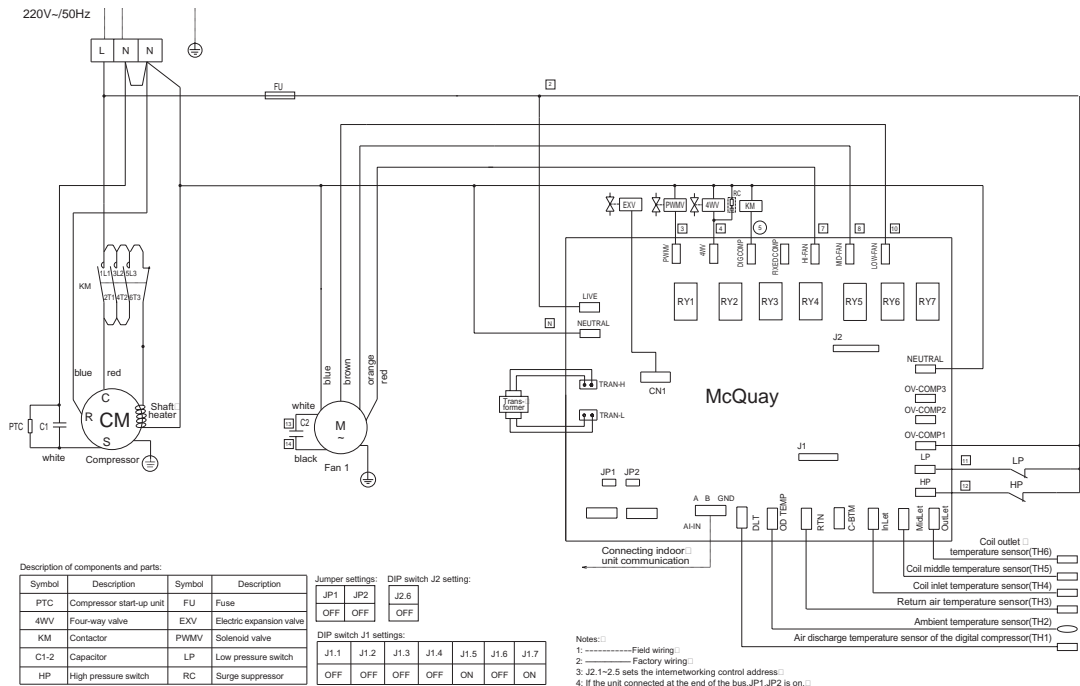 220V~/50Hz
L N N
FU
2
RC
EXV
PWMV
4WV
KM
3
4
5
7
8
10
PWMV
4WV
DIGCOMP
RXEDCOMP
HI-FAN
MID-FAN
LOW-FAN
1L1 3L2 5L3
KM
2T1 4T2 6T3
LIVE
N
NEUTRAL
RY1 RY2 RY3 RY4 RY5 RY6 RY7
J2
NEUTRAL
CN1
McQuay
OV-COMP3
OV-COMP2
OV-COMP1
blue
red
blue
brown
orange
red
TRAN-H
Trans-
former
TRAN-L
C
R
CM
S
Shaft
heater
PTC
C1
white
Compressor
white
13
C2
14
black
M
~
Fan 1
J1
LP
11
LP
HP
12
HP
JP1 JP2
A B GND
AI-IN
DLT
OD TEMP
RTN
C-BTM
InLet
MidLet
OutLet
Connecting indoor
unit communication
Coil outlet
temperature sensor(TH6)
Coil middle temperature sensor(TH5)
Coil inlet temperature sensor(TH4)
Return air temperature sensor(TH3)
Ambient temperature sensor(TH2)
Air discharge temperature sensor of the digital compressor(TH1)
Description of components and parts:
Symbol Description Symbol Description
PTC Compressor start-up unit FU Fuse
4WV Four-way valve EXV Electric expansion valve
KM Contactor PWMV Solenoid valve
C1-2 Capacitor LP Low pressure switch
HP High pressure switch RC Surge suppressor
Jumper settings:
JP1 JP2
OFF OFF
DIP switch J2 setting:
J2.6
OFF
DIP switch J1 settings:
J1.1 J1.2 J1.3 J1.4 J1.5 J1.6 J1.7
OFF OFF OFF OFF ON OFF ON
Notes:
1: -----------Field wiring
2: ———— Factory wiring
3: J2.1~2.5 sets the internetworking control address
4: If the unit connected at the end of the bus,JP1,JP2 is on.